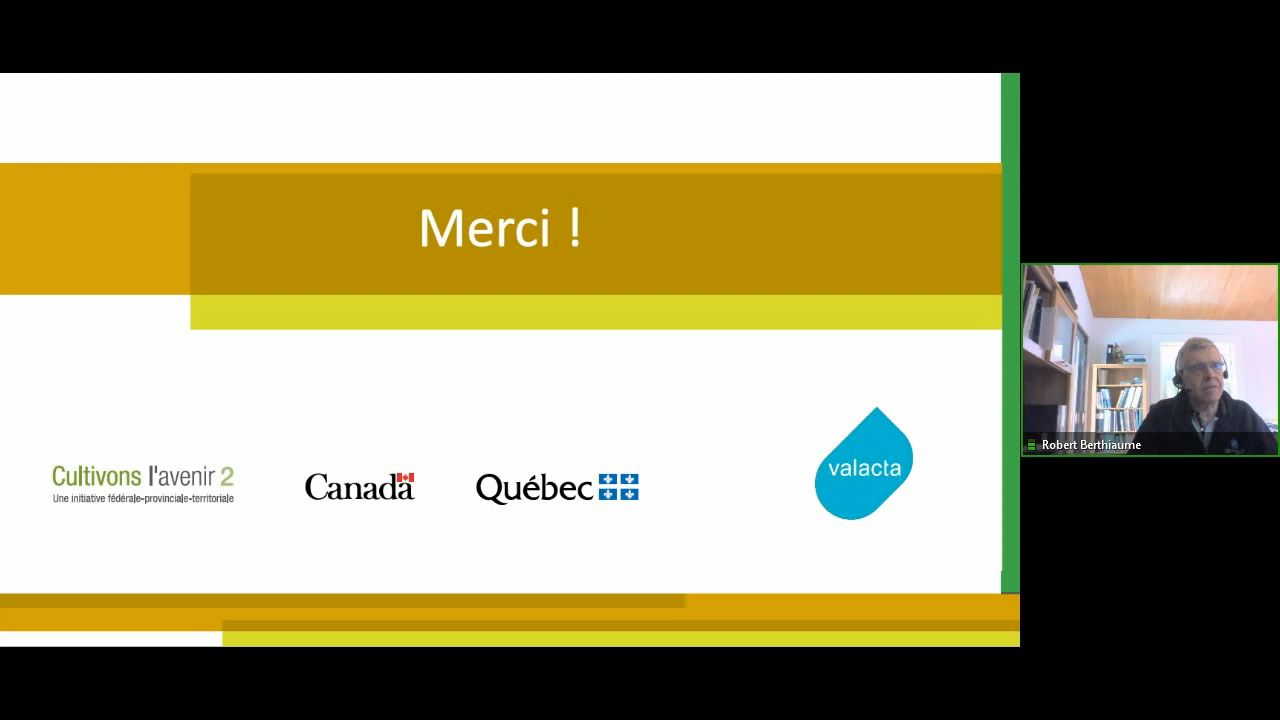 Merci !
Cultivons l'avenir 2
Une initiative fédérale-provinciale-territoriale
Canada
Québec
valacta
Robert Berthiaume